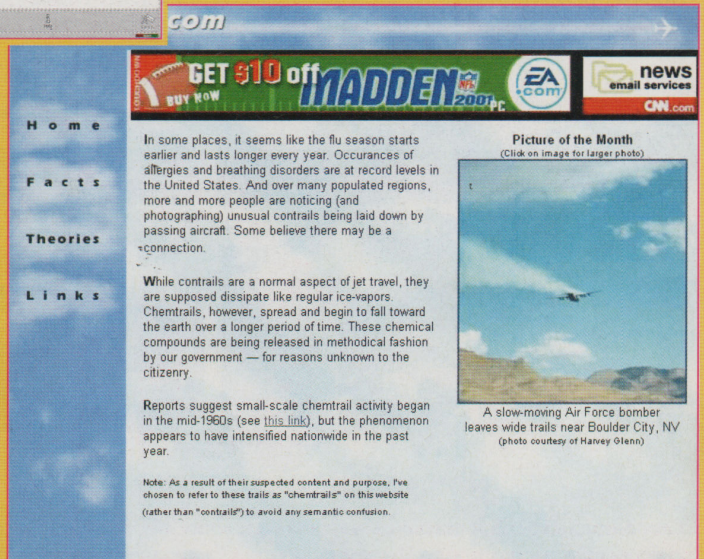 com
TOUCHDOWN
GET $10 off
BUY NOW
MADDEN
NFL
2001 PC
EA
.com
news
email services
CNN.com
Home
Facts
Theories
Links
In some places, it seems like the flu season starts
earlier and lasts longer every year. Occurances of
allergies and breathing disorders are at record levels in
the United States. And over many populated regions,
more and more people are noticing (and
photographing) unusual contrails being laid down by
passing aircraft. Some believe there may be a
connection.
While contrails are a normal aspect of jet travel, they
are supposed dissipate like regular ice-vapors.
Chemtrails, however, spread and begin to fall toward
the earth over a longer period of time. These chemical
compounds are being released in methodical fashion
by our government — for reasons unknown to the
citizenry.
Reports suggest small-scale chemtrail activity began
in the mid-1960s (see this link), but the phenomenon
appears to have intensified nationwide in the past
year.
Note: As a result of their suspected content and purpose, I've
chosen to refer to these trails as "chemtrails" on this website
(rather than "contrails") to avoid any semantic confusion.
Picture of the Month
(Click on image for larger photo)
A slow-moving Air Force bomber
leaves wide trails near Boulder City, NV
(photo courtesy of Harvey Glenn)